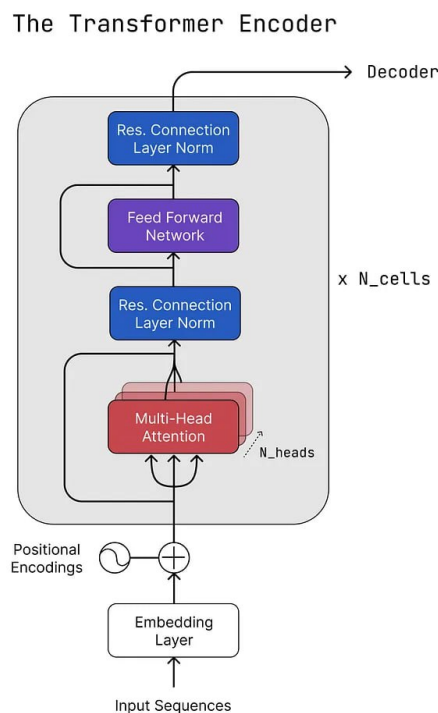 The Transformer Encoder
Decoder
Res. Connection
Layer Norm
Feed Forward
Network
x N_cells
Res. Connection
Layer Norm
Multi-Head
Attention
N_heads
Positional
Encodings
Embedding
Layer
Input Sequences